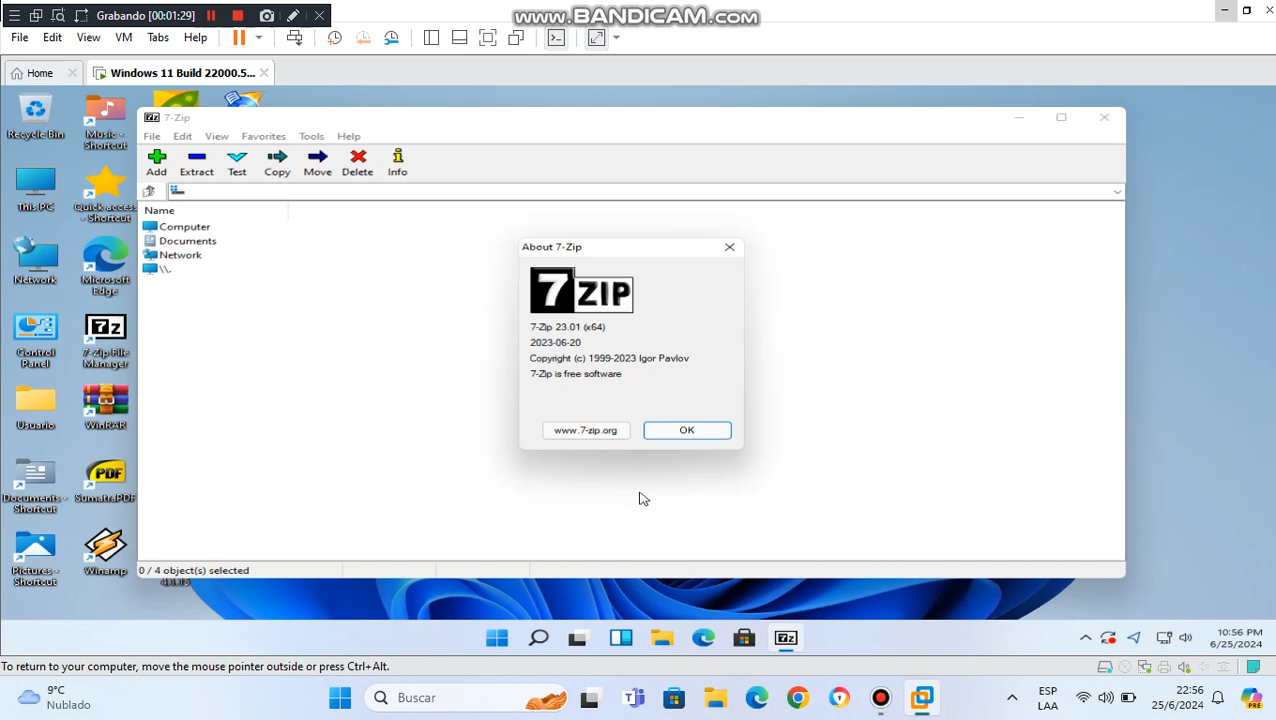 Grabando [00:01:29]
www.BANDICAM.com
File Edit View VM Tabs Help
Home
Windows 11 Build 22000.5...
Recycle Bin
Music - Shortcut
This PC
Quick access - Shortcut
Network
Microsoft Edge
Control Panel
7-Zip File Manager
Usuario
WinRAR
Documents - Shortcut
SumatraPDF
Pictures - Shortcut
Winamp
7-Zip
File Edit View Favorites Tools Help
Add Extract Test Copy Move Delete Info
Name
Computer
Documents
Network
\\.
About 7-Zip
7 ZIP
7-Zip 23.01 (x64)
2023-06-20
Copyright (c) 1999-2023 Igor Pavlov
7-Zip is free software
www.7-zip.org OK
0 / 4 object(s) selected
10:56 PM
6/25/2024
To return to your computer, move the mouse pointer outside or press Ctrl+Alt.
9°C
Nublado
Buscar
ESP
LAA
22:56
25/6/2024
PRE